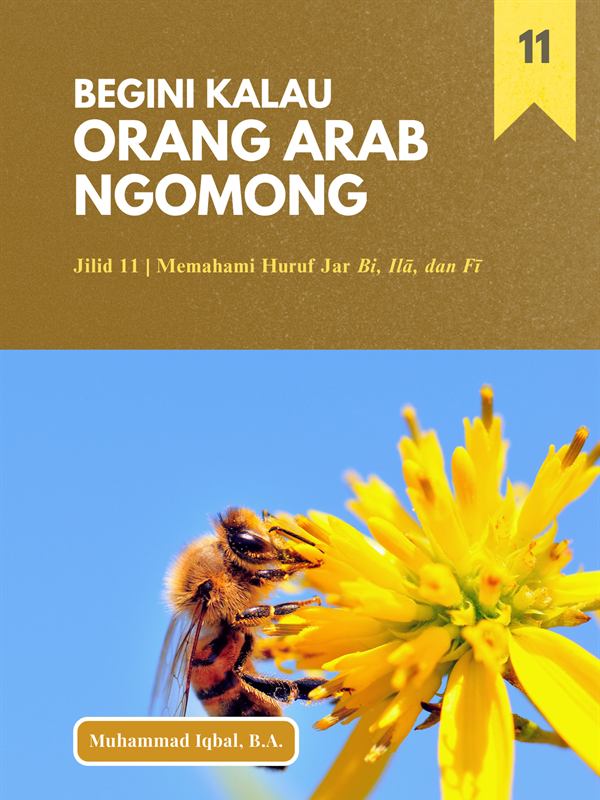 11
BEGINI KALAU
ORANG ARAB
NGOMONG
Jilid 11 | Memahami Huruf Jar Bi, Ilā, dan Fī
Muhammad Iqbal, B.A.